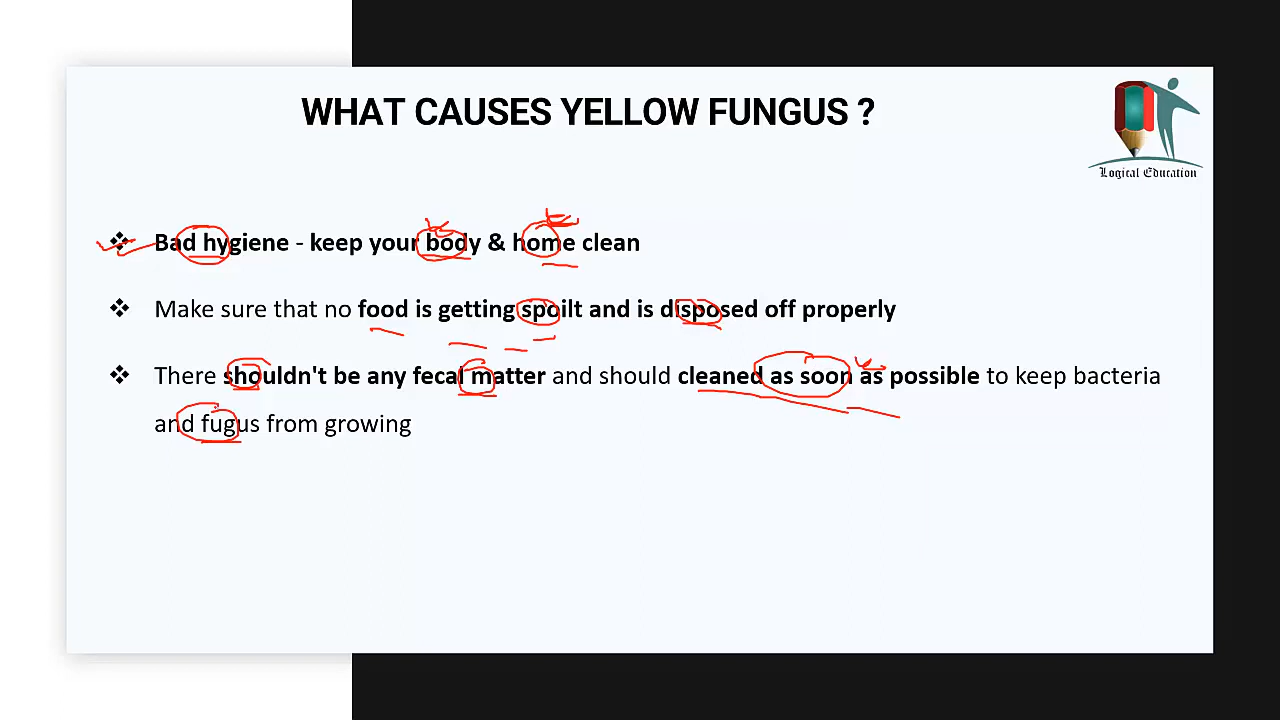 WHAT CAUSES YELLOW FUNGUS ?
Logical Education
Bad hygiene - keep your body & home clean
Make sure that no food is getting spoilt and is disposed off properly
There shouldn't be any fecal matter and should cleaned as soon as possible to keep bacteria
and fugus from growing